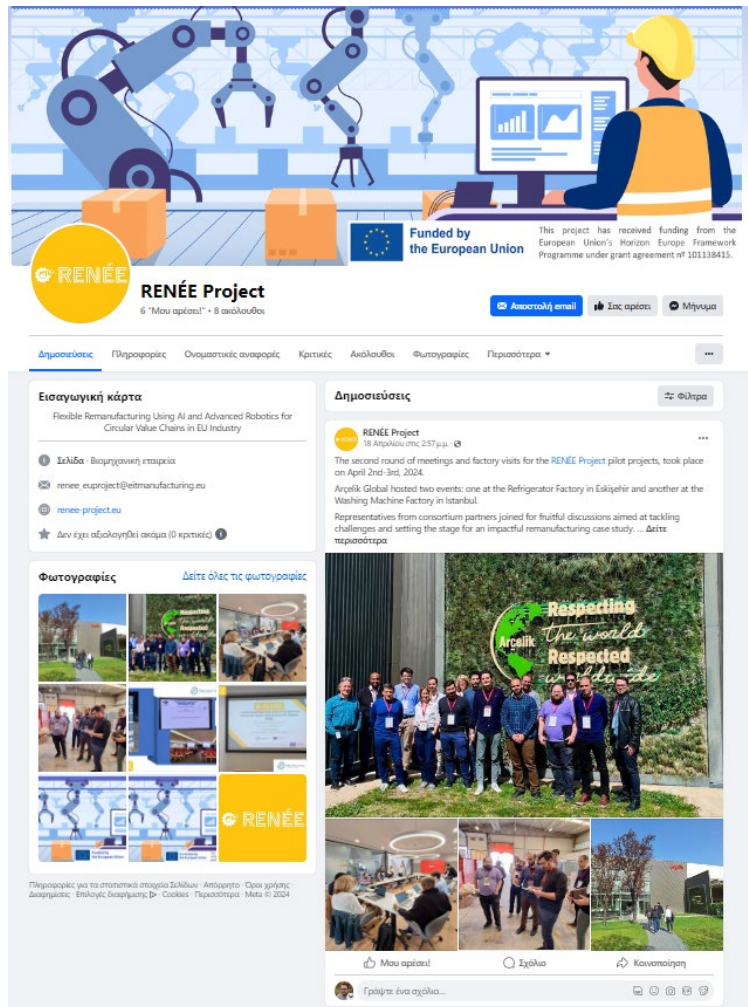 Funded by
the European Union
This project has received funding from the
European Union's Horizon Europe Framework
Programme under grant agreement nº 101138415.
RENÉE
RENÉE Project
6 "Μου αρέσει!" • 8 ακόλουθοι
Αποστολή email
Σας αρέσει
Μήνυμα
Δημοσιεύσεις
Πληροφορίες
Ονομαστικές αναφορές
Κριτικές
Ακόλουθοι
Φωτογραφίες
Περισσότερα
Εισαγωγική κάρτα
Flexible Remanufacturing Using AI and Advanced Robotics for
Circular Value Chains in EU Industry
Σελίδα · Βιομηχανική εταιρεία
renee_euproject@eitmanufacturing.eu
renee-project.eu
Δεν έχει αξιολογηθεί ακόμα (0 κριτικές)
Φωτογραφίες
Δείτε όλες τις φωτογραφίες
RENÉE
Πληροφορίες για τα στατιστικά στοιχεία Σελίδων · Απόρρητο · Όροι χρήσης ·
Διαφημίσεις · Επιλογές διαφήμισης · Cookies · Περισσότερα · Meta © 2024
Δημοσιεύσεις
Φίλτρα
RENÉE Project
18 Απριλίου στις 2:57 μ.μ. ·
The second round of meetings and factory visits for the RENÉE Project pilot projects, took place
on April 2nd-3rd, 2024.
Arçelik Global hosted two events: one at the Refrigerator Factory in Eskişehir and another at the
Washing Machine Factory in Istanbul.
Representatives from consortium partners joined for fruitful discussions aimed at tackling
challenges and setting the stage for an impactful remanufacturing case study. ... Δείτε
περισσότερα
Respecting
the world
Arçelik
Respected
worldwide
Μου αρέσει!
Σχόλιο
Κοινοποίηση
Γράψτε ένα σχόλιο...